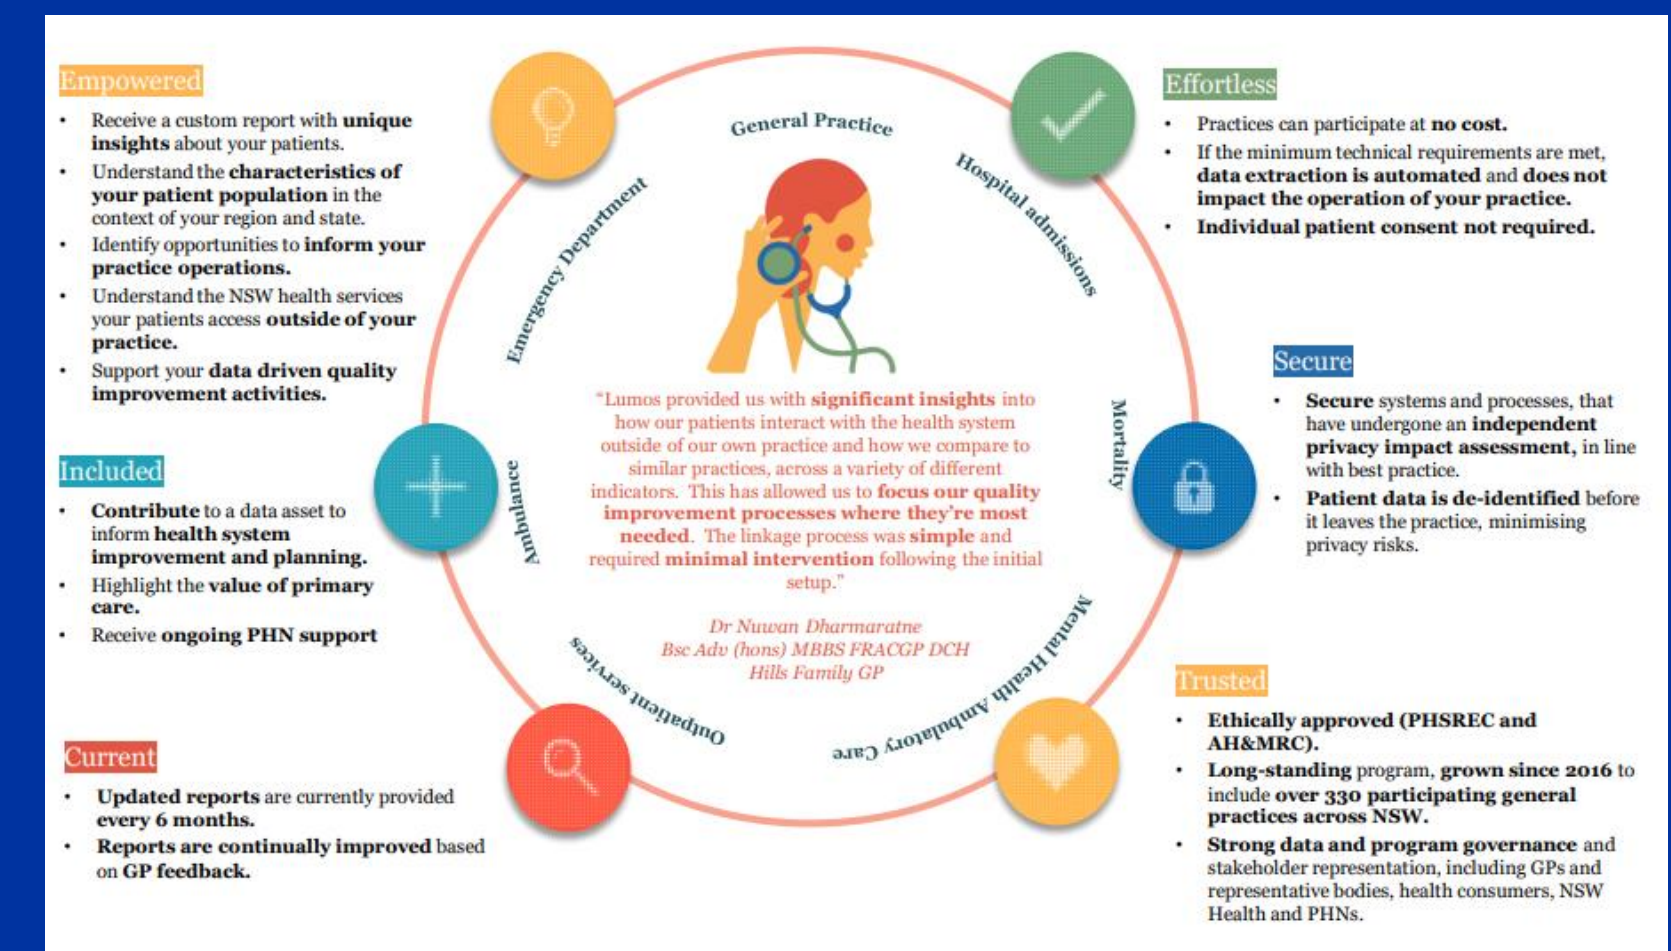 Empowered
• Receive a custom report with unique
insights about your patients.
• Understand the characteristics of
your patient population in the
context of your region and state.
• Identify opportunities to inform your
practice operations.
• Understand the NSW health services
your patients access outside of your
practice.
• Support your data driven quality
improvement activities.
Included
• Contribute to a data asset to
inform health system
improvement and planning.
• Highlight the value of primary
care.
• Receive ongoing PHN support
Current
• Updated reports are currently provided
every 6 months.
• Reports are continually improved based
on GP feedback.
General Practice
Hospital admissions
Mortality
Mental Health Ambulatory Care
Outpatient services
Ambulance
Emergency Department
“Lumos provided us with significant insights into
how our patients interact with the health system
outside of our own practice and how we compare to
similar practices, across a variety of different
indicators. This has allowed us to focus our quality
improvement processes where they’re most
needed. The linkage process was simple and
required minimal intervention following the initial
setup.”
Dr Nuwan Dharmaratne
Bsc Adv (hons) MBBS FRACGP DCH
Hills Family GP
Effortless
• Practices can participate at no cost.
• If the minimum technical requirements are met,
data extraction is automated and does not
impact the operation of your practice.
• Individual patient consent not required.
Secure
• Secure systems and processes, that
have undergone an independent
privacy impact assessment, in line
with best practice.
• Patient data is de-identified before
it leaves the practice, minimising
privacy risks.
Trusted
• Ethically approved (PHSREC and
AH&MRC).
• Long-standing program, grown since 2016 to
include over 330 participating general
practices across NSW.
• Strong data and program governance and
stakeholder representation, including GPs and
representative bodies, health consumers, NSW
Health and PHNs.